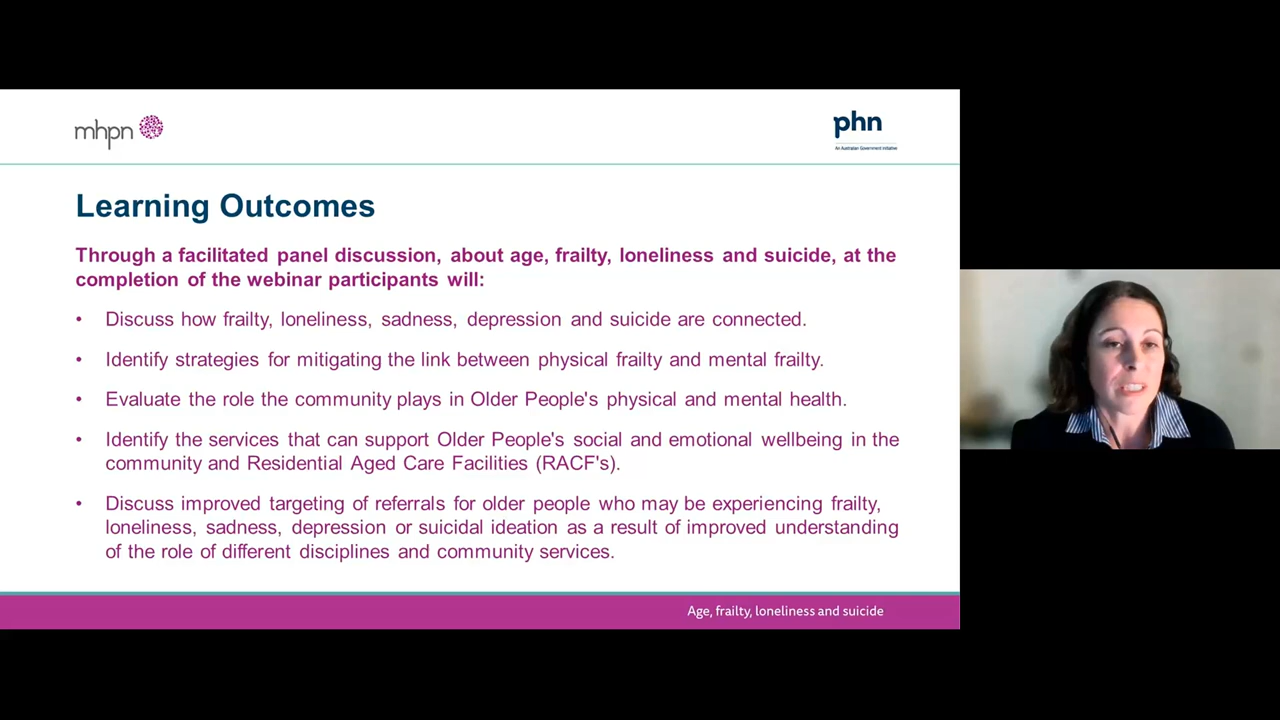 mhpn
phn
An Australian Government Initiative
Learning Outcomes
Through a facilitated panel discussion, about age, frailty, loneliness and suicide, at the
completion of the webinar participants will:
• Discuss how frailty, loneliness, sadness, depression and suicide are connected.
• Identify strategies for mitigating the link between physical frailty and mental frailty.
• Evaluate the role the community plays in Older People's physical and mental health.
• Identify the services that can support Older People's social and emotional wellbeing in the
community and Residential Aged Care Facilities (RACF's).
• Discuss improved targeting of referrals for older people who may be experiencing frailty,
loneliness, sadness, depression or suicidal ideation as a result of improved understanding
of the role of different disciplines and community services.
Age, frailty, loneliness and suicide